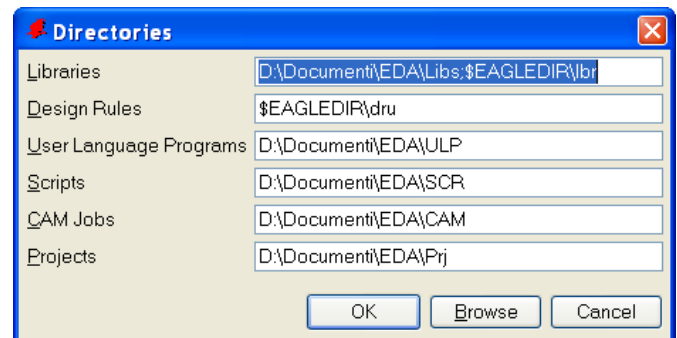 Directories
Libraries D:\Documenti\EDA\Libs;$EAGLEDIR\lbr
Design Rules $EAGLEDIR\dru
User Language Programs D:\Documenti\EDA\ULP
Scripts D:\Documenti\EDA\SCR
CAM Jobs D:\Documenti\EDA\CAM
Projects D:\Documenti\EDA\Prj
OK Browse Cancel